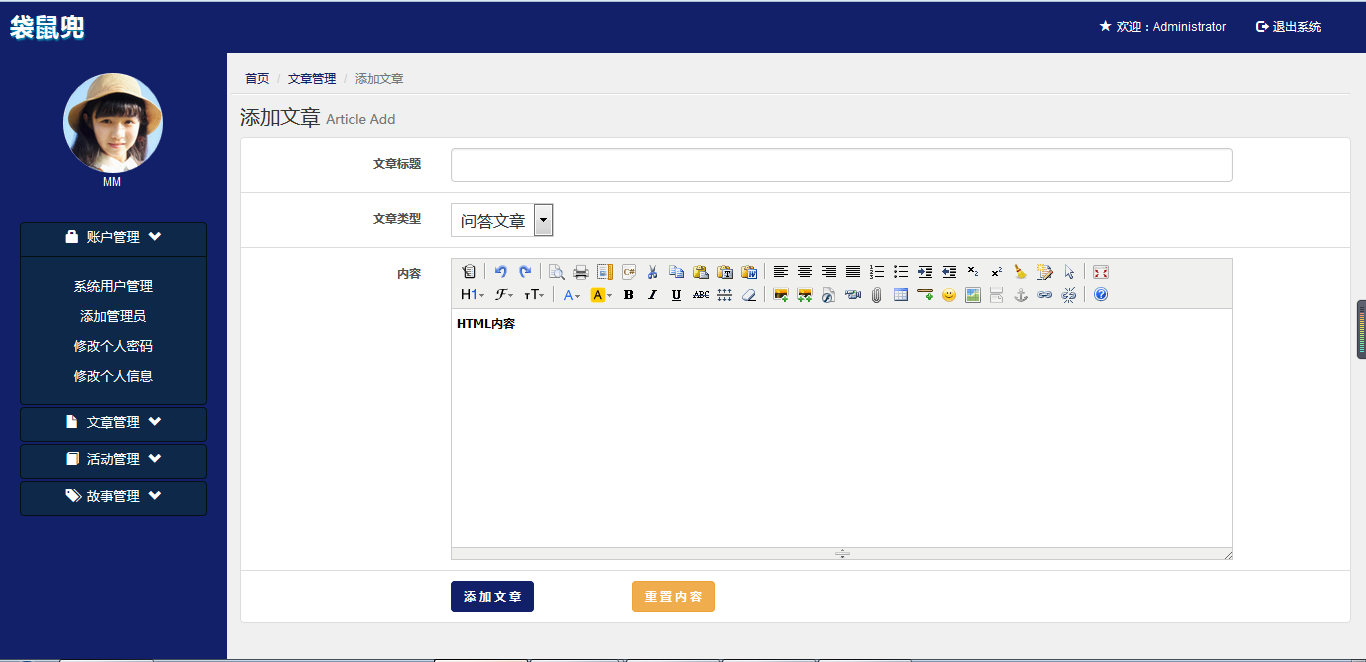 袋鼠兜
欢迎：Administrator 退出系统
MM
账户管理
系统用户管理
添加管理员
修改个人密码
修改个人信息
文章管理
活动管理
故事管理
首页 / 文章管理 / 添加文章
添加文章 Article Add
文章标题
文章类型 问答文章
内容
H1 F тT A A B I U ABC
HTML内容
添加文章 重置内容